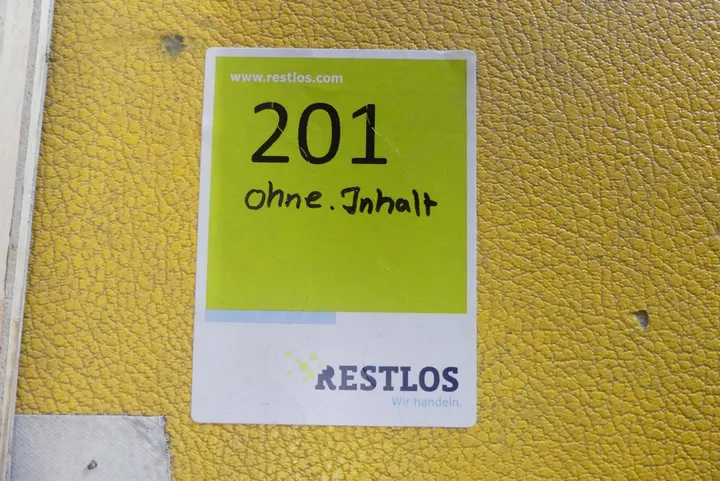 www.restlos.com
201
ohne. Inhalt
RESTLOS
Wir handeln.